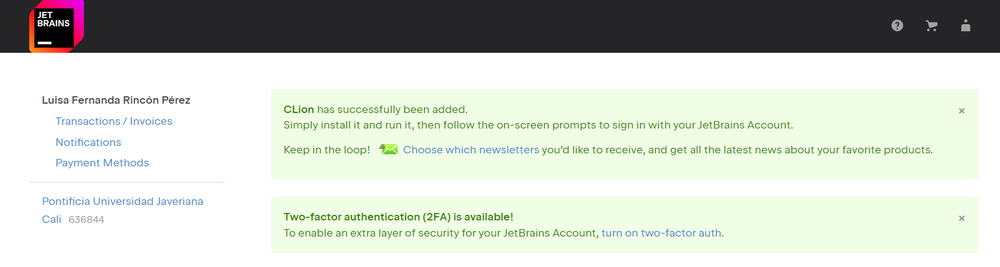 JET
BRAINS
Luisa Fernanda Rincón Pérez
Transactions / Invoices
Notifications
Payment Methods
Pontificia Universidad Javeriana
Cali 636844
CLion has successfully been added.
Simply install it and run it, then follow the on-screen prompts to sign in with your JetBrains Account.
Keep in the loop! Choose which newsletters you’d like to receive, and get all the latest news about your favorite products.
Two-factor authentication (2FA) is available!
To enable an extra layer of security for your JetBrains Account, turn on two-factor auth.